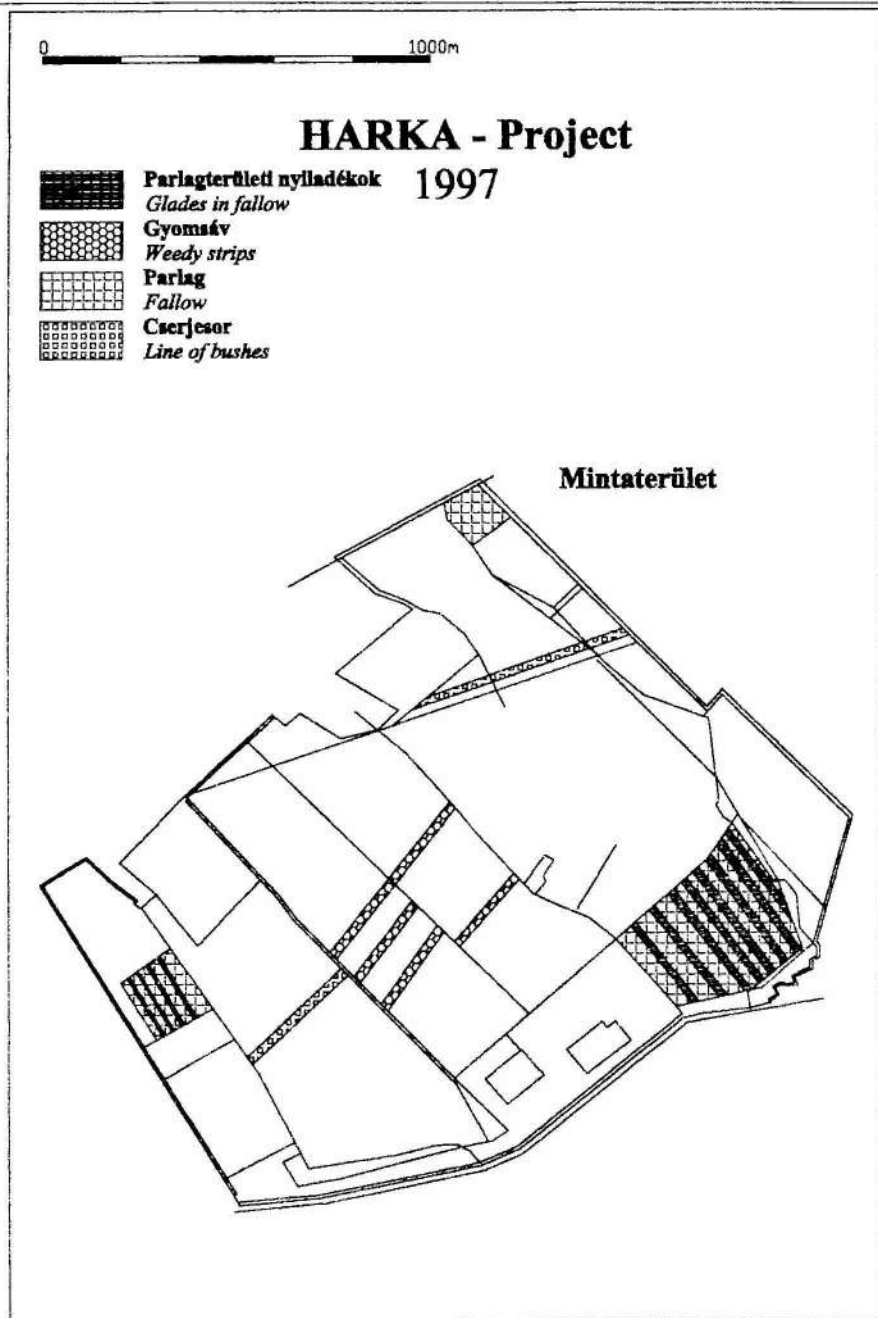 0 1000m
HARKA - Project
1997
Parlagterületi nyiladékok
Glades in fallow
Gyomsáv
Weedy strips
Parlag
Fallow
Cserjesor
Line of bushes
Mintaterület